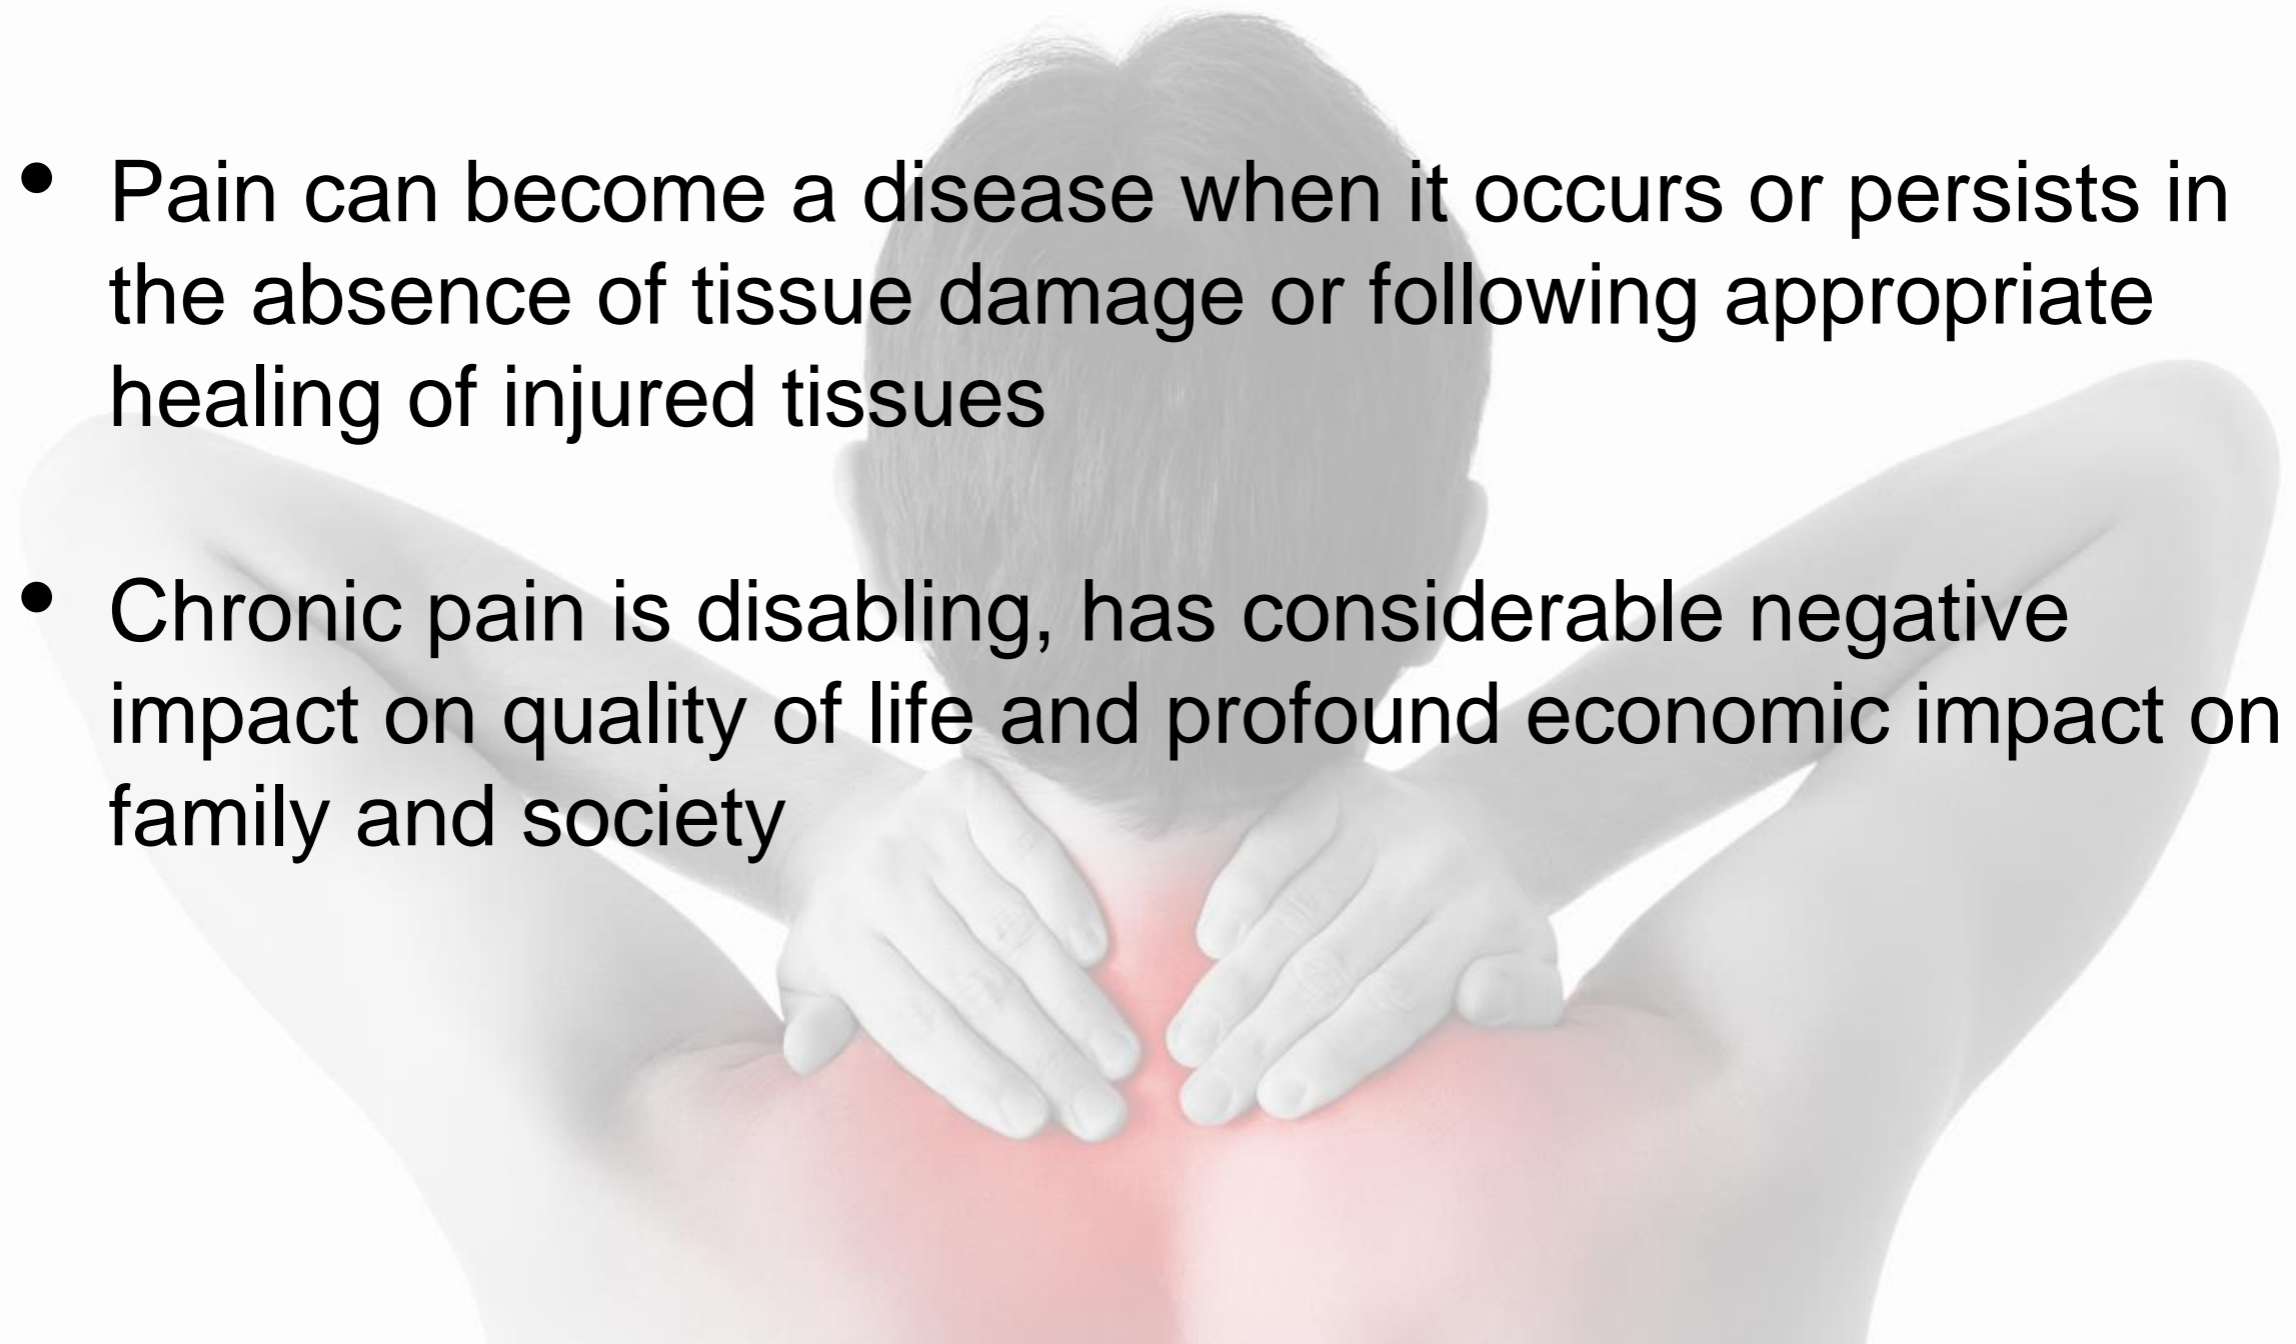 • Pain can become a disease when it occurs or persists in
the absence of tissue damage or following appropriate
healing of injured tissues
• Chronic pain is disabling, has considerable negative
impact on quality of life and profound economic impact on
family and society